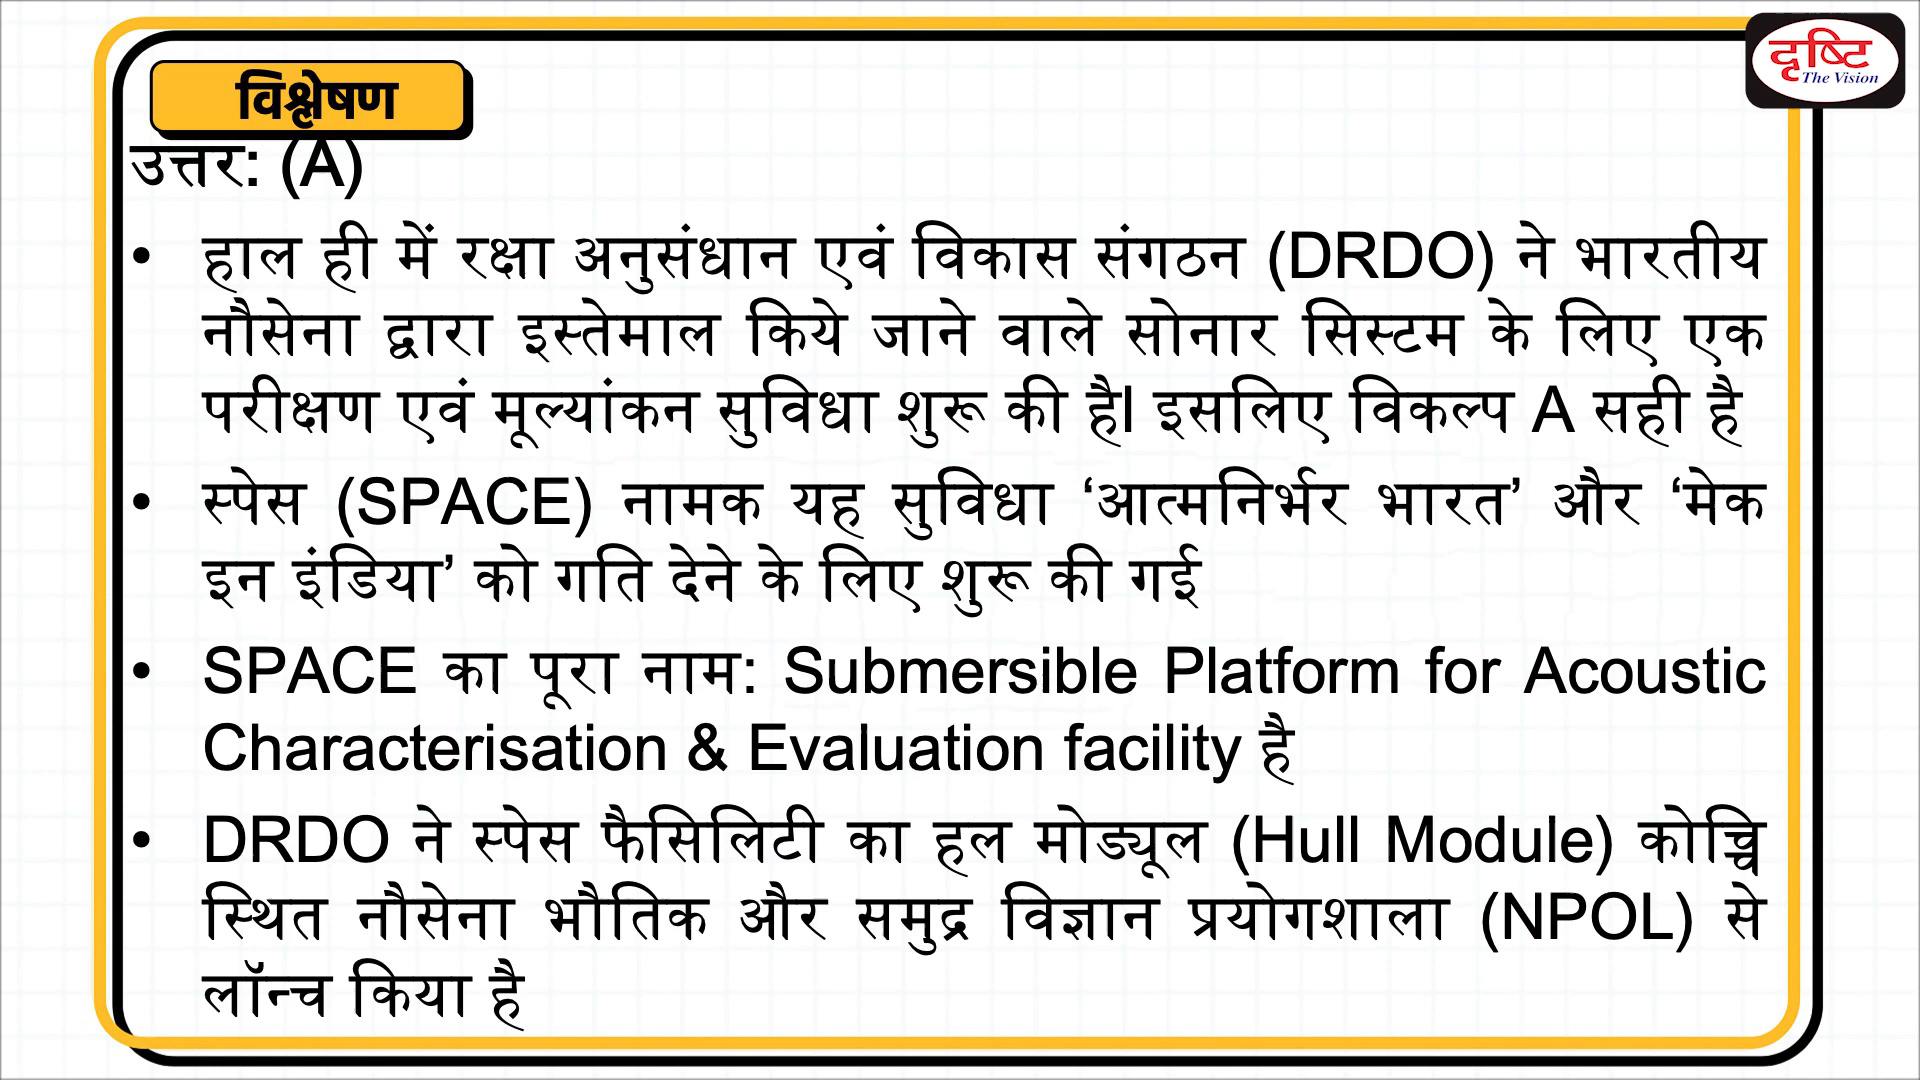 दृष्टि
The Vision
विश्लेषण
उत्तर: (A)
• हाल ही में रक्षा अनुसंधान एवं विकास संगठन (DRDO) ने भारतीय
नौसेना द्वारा इस्तेमाल किये जाने वाले सोनार सिस्टम के लिए एक
परीक्षण एवं मूल्यांकन सुविधा शुरू की है। इसलिए विकल्प A सही है
• स्पेस (SPACE) नामक यह सुविधा ‘आत्मनिर्भर भारत’ और ‘मेक
इन इंडिया’ को गति देने के लिए शुरू की गई
• SPACE का पूरा नाम: Submersible Platform for Acoustic
Characterisation & Evaluation facility है
• DRDO ने स्पेस फैसिलिटी का हल मोड्यूल (Hull Module) कोच्चि
स्थित नौसेना भौतिक और समुद्र विज्ञान प्रयोगशाला (NPOL) से
लॉन्च किया है